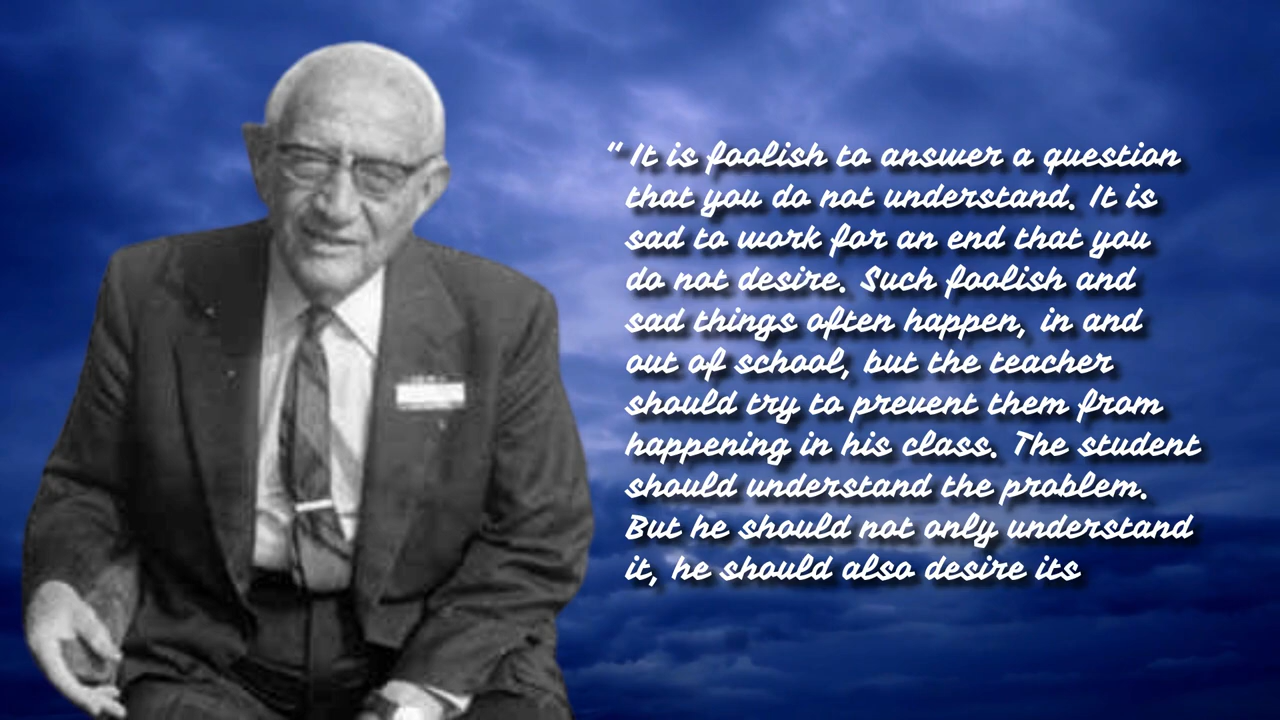 “ It is foolish to answer a question
that you do not understand. It is
sad to work for an end that you
do not desire. Such foolish and
sad things often happen, in and
out of school, but the teacher
should try to prevent them from
happening in his class. The student
should understand the problem.
But he should not only understand
it, he should also desire its